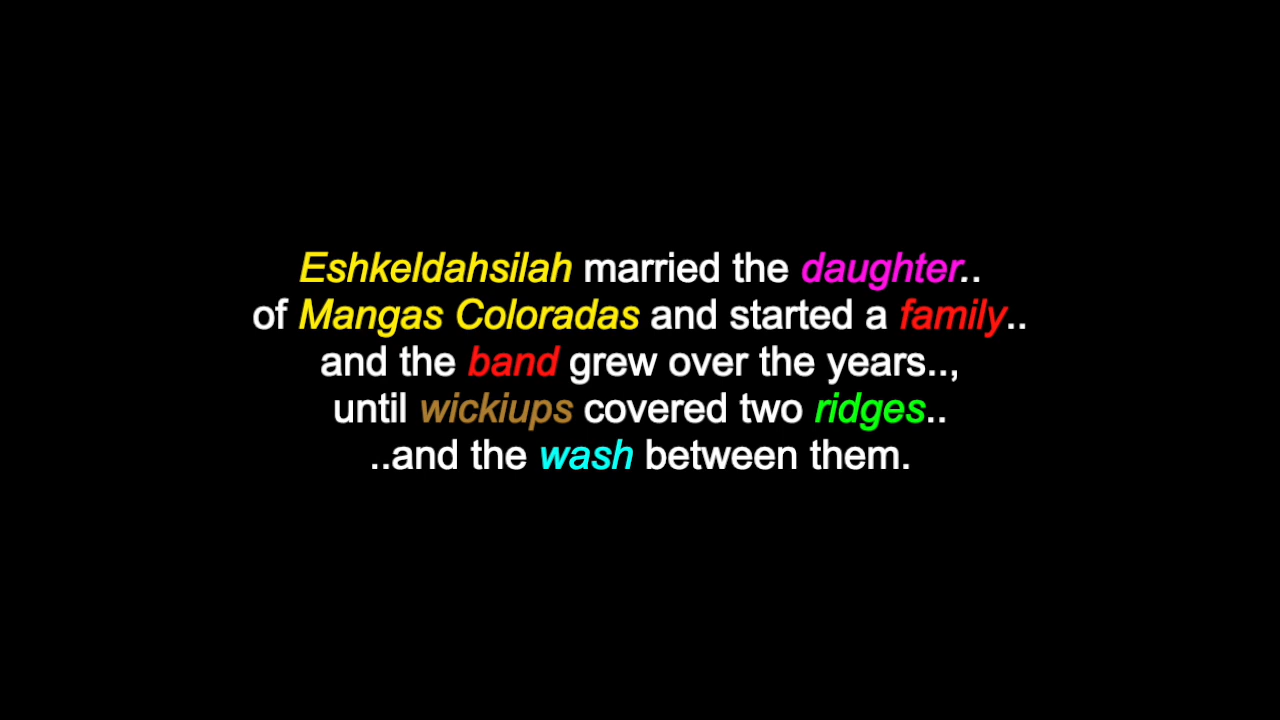 Eshkeldahsilah married the daughter..
of Mangas Coloradas and started a family..
and the band grew over the years..,
until wickiups covered two ridges..
..and the wash between them.